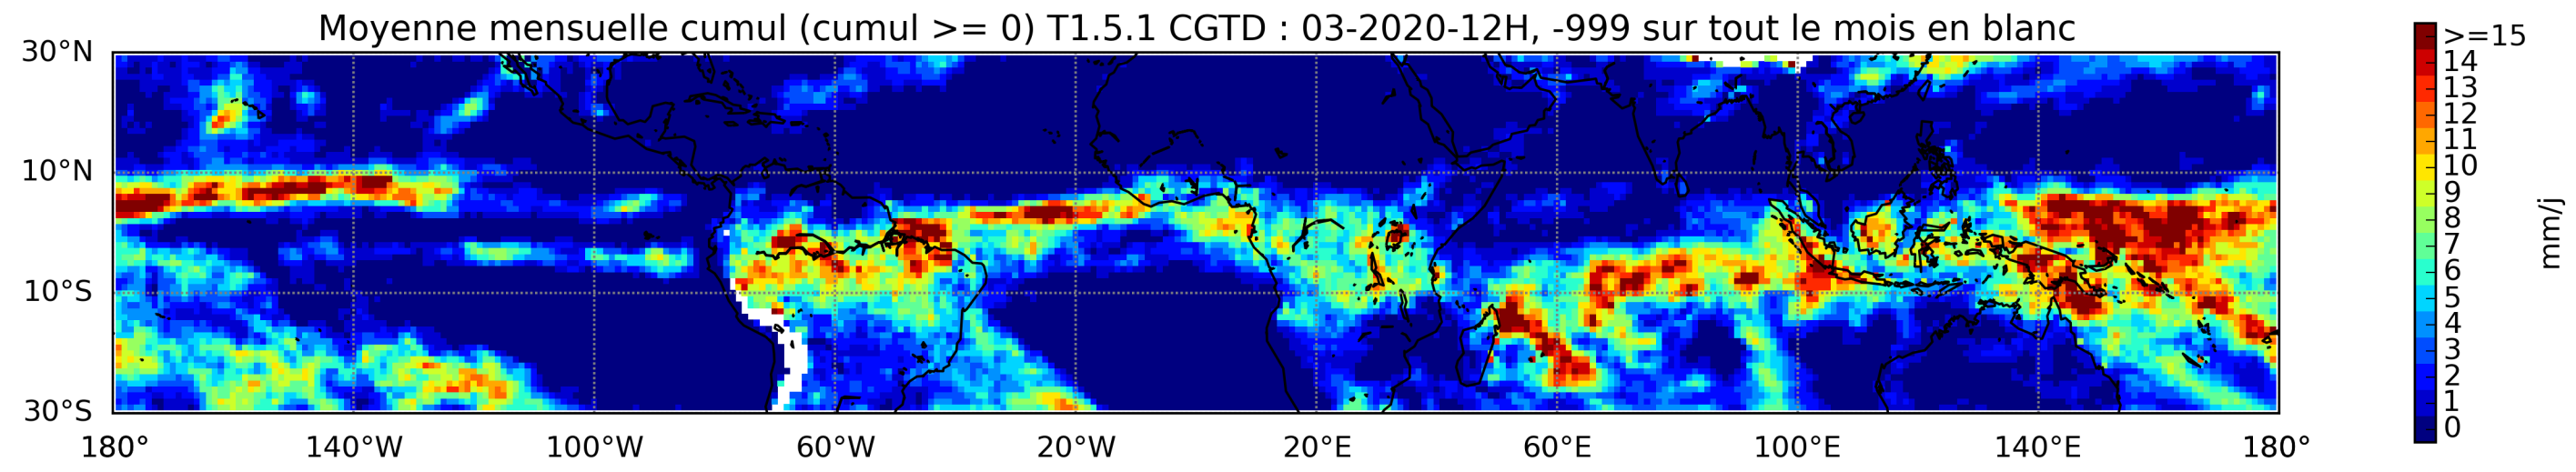 Moyenne mensuelle cumul (cumul >= 0) T1.5.1 CGTD : 03-2020-12H, -999 sur tout le mois en blanc
30°N
10°N
10°S
30°S
180° 140°W 100°W 60°W 20°W 20°E 60°E 100°E 140°E 180°
>=15
14
13
12
11
10
9
8
7
6
5
4
3
2
1
0
mm/j